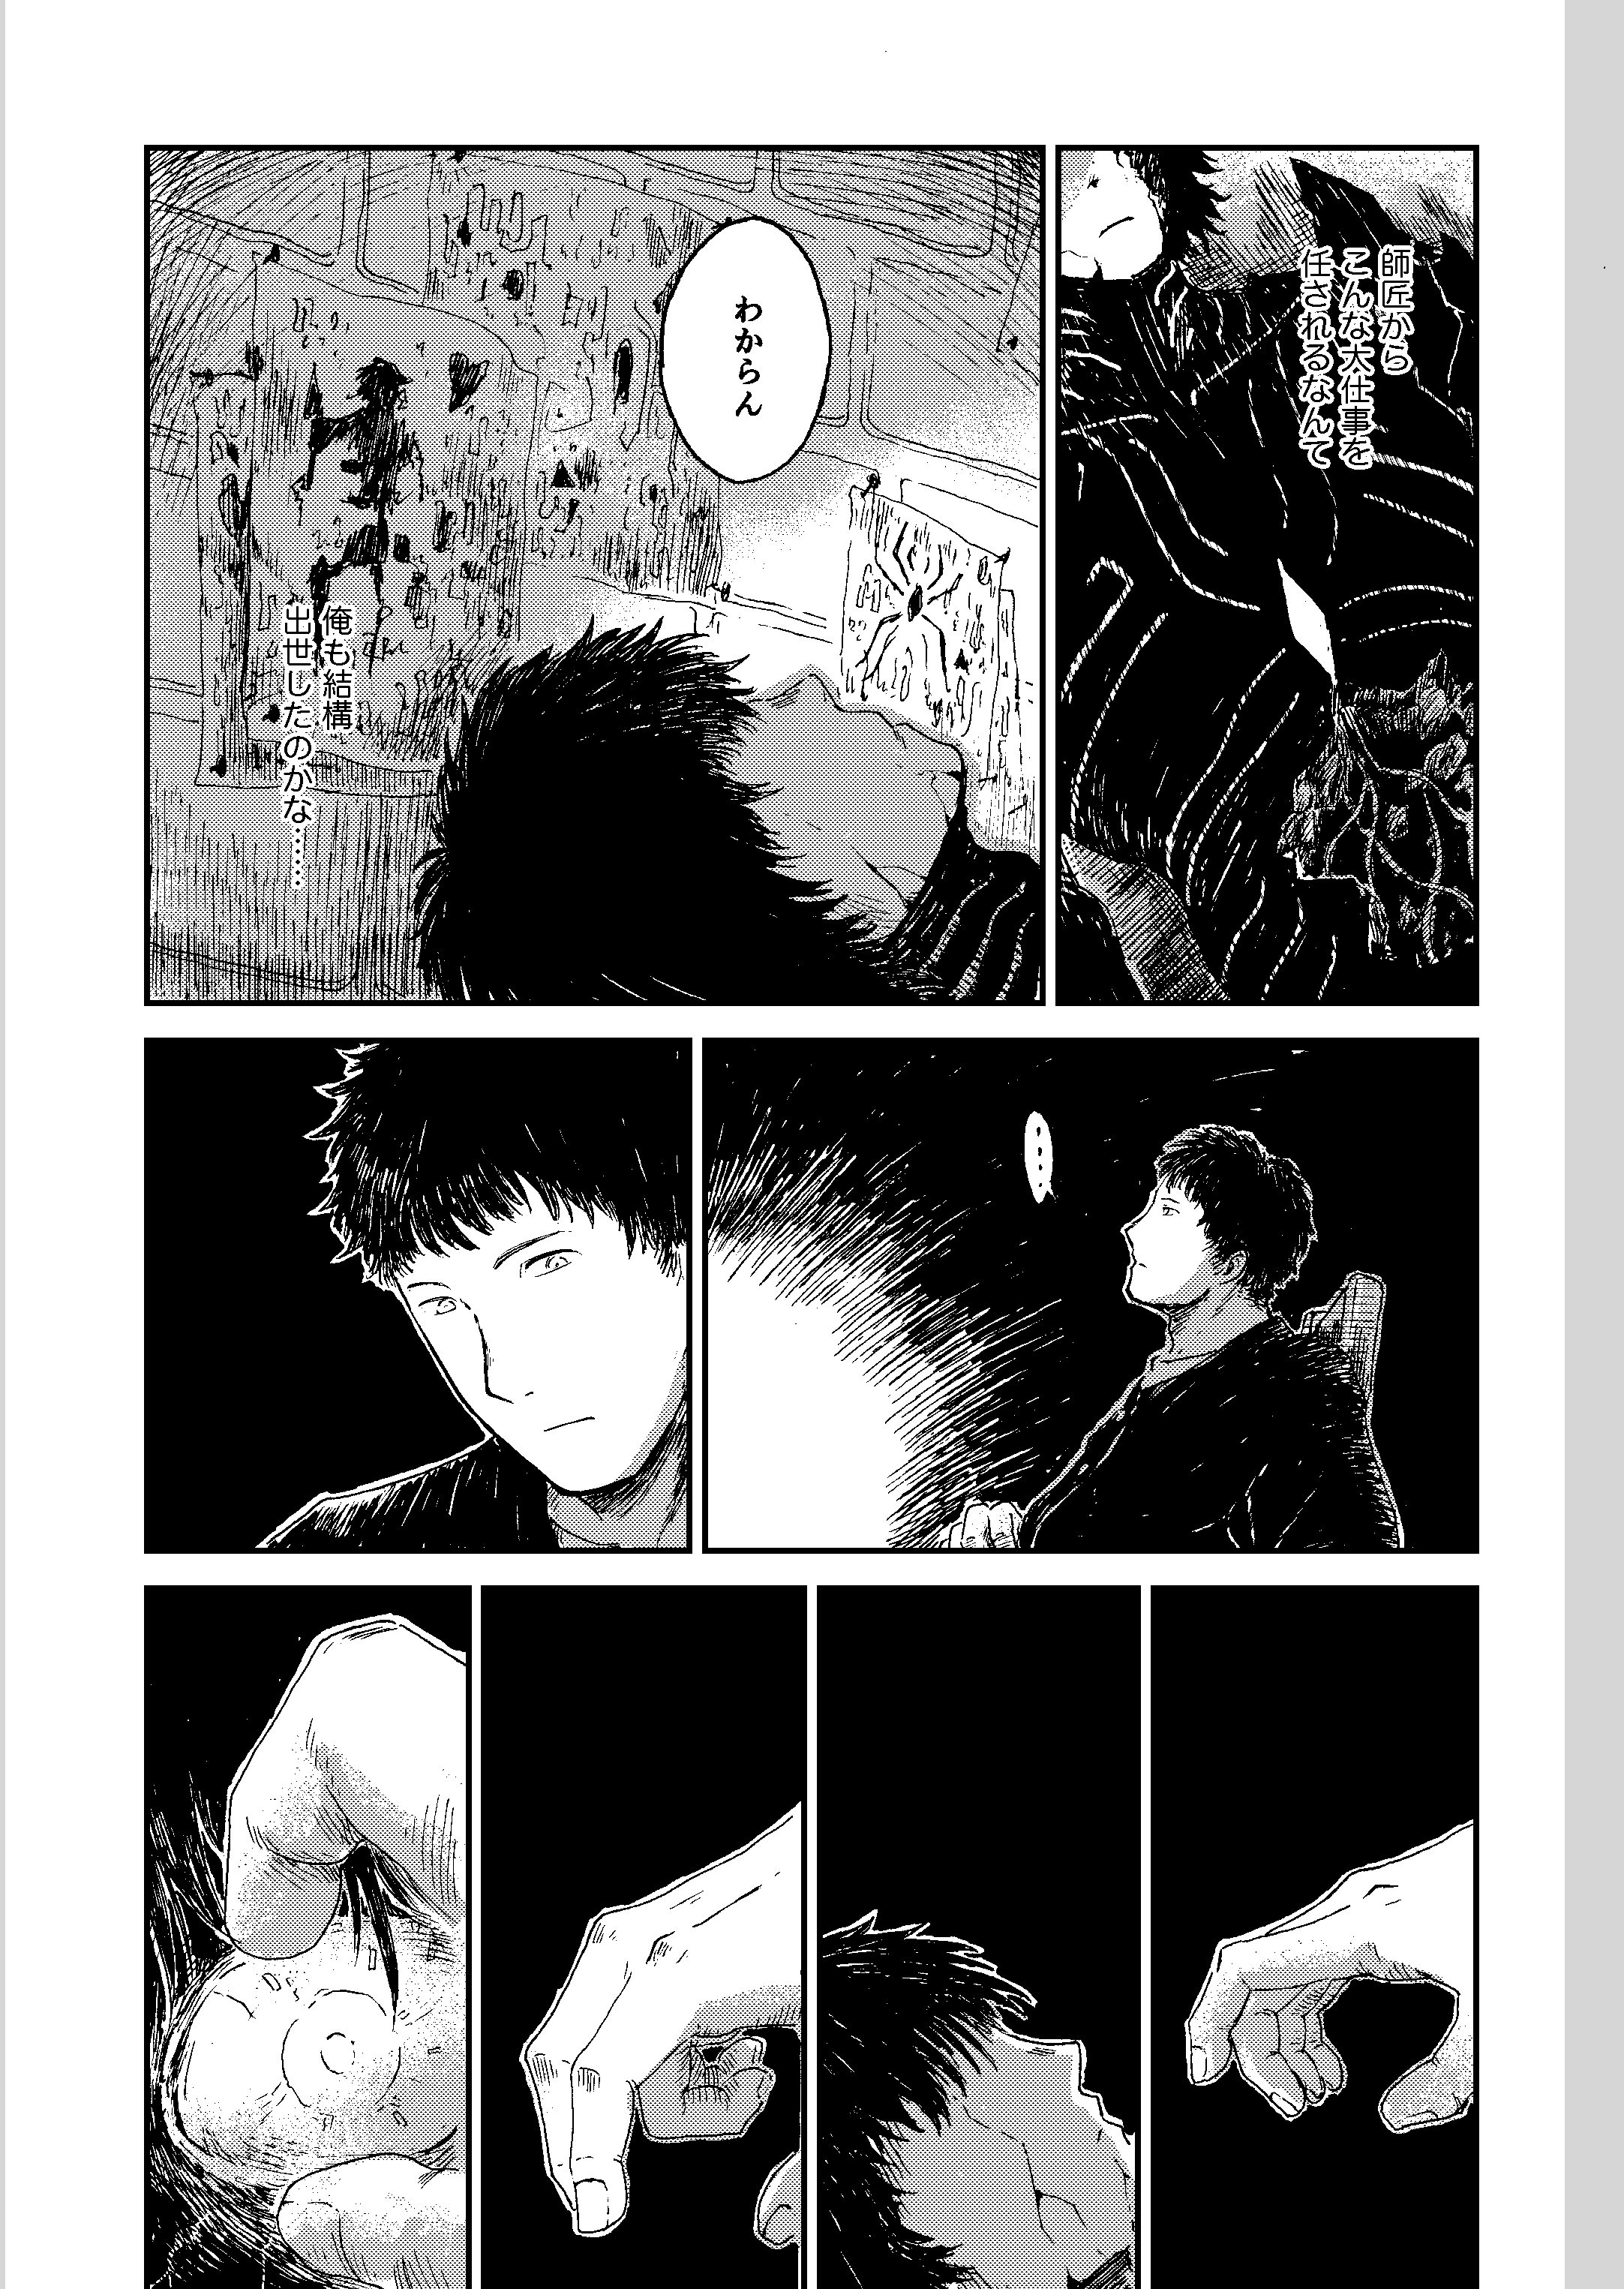 師匠から
こんな大仕事を
任されるなんて
わからん
俺も結構
出世したのかな……